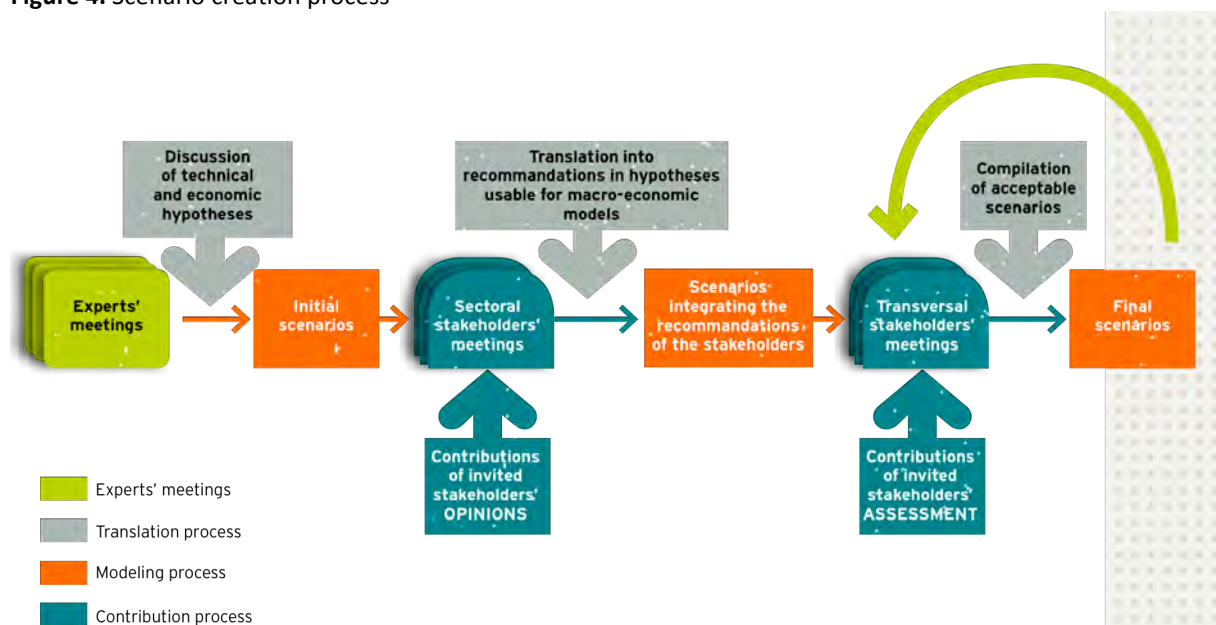 Figure 4. Scenario creation process
Discussion
of technical
and economic
hypotheses
Translation into
recommandations in hypotheses
usable for macro-economic
models
Compilation
of acceptable
scenarios
Experts'
meetings
Initial
scenarios
Sectoral
stakeholders'
meetings
Scenarios
integrating the
recommandations
of the stakeholders
Transversal
stakeholders'
meetings
Final
scenarios
Contributions
of invited
stakeholders'
OPINIONS
Contributions
of invited
stakeholders'
ASSESSMENT
Experts' meetings
Translation process
Modeling process
Contribution process